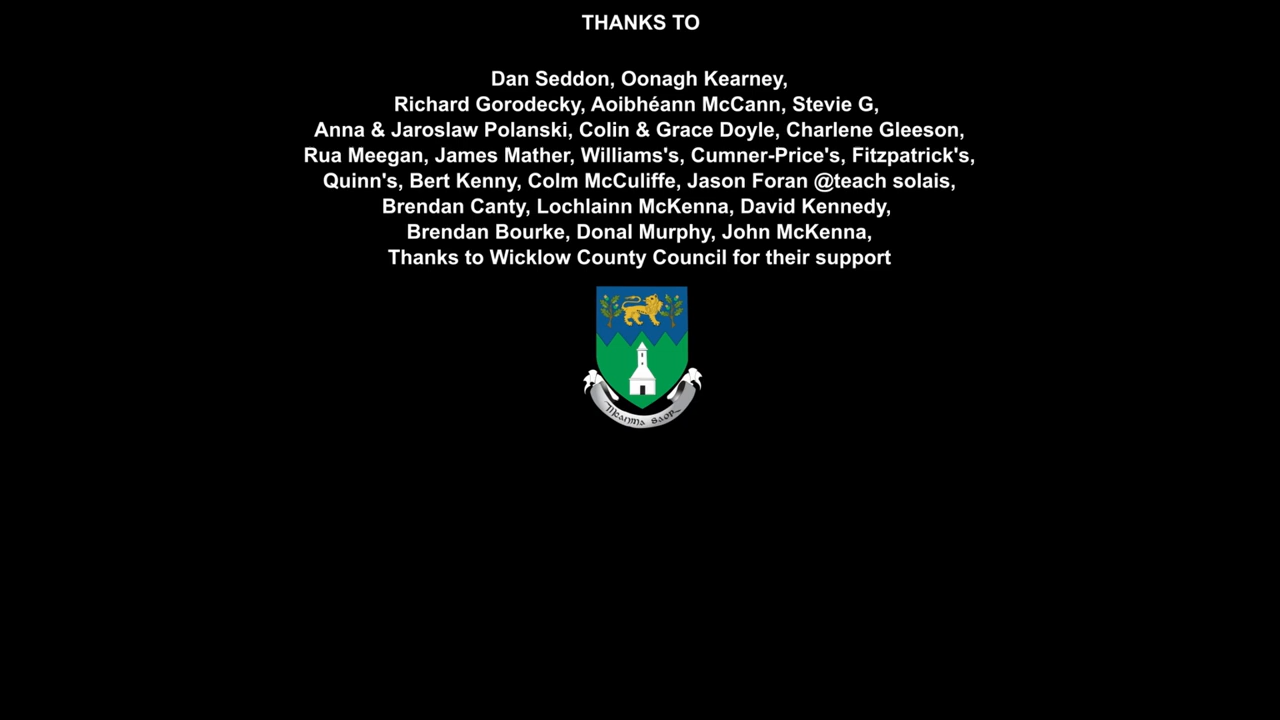 THANKS TO
Dan Seddon, Oonagh Kearney,
Richard Gorodecky, Aoibhéann McCann, Stevie G,
Anna & Jaroslaw Polanski, Colin & Grace Doyle, Charlene Gleeson,
Rua Meegan, James Mather, Williams's, Cumner-Price's, Fitzpatrick's,
Quinn's, Bert Kenny, Colm McCuliffe, Jason Foran @teach solais,
Brendan Canty, Lochlainn McKenna, David Kennedy,
Brendan Bourke, Donal Murphy, John McKenna,
Thanks to Wicklow County Council for their support
Meanma Saor